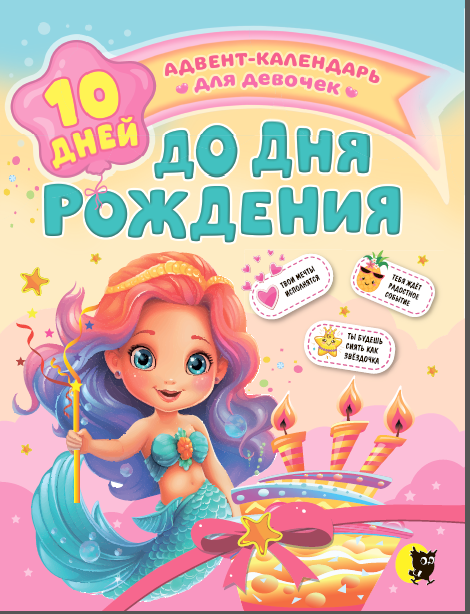 АДВЕНТ-КАЛЕНДАРЬ
для девочек
10
ДНЕЙ
ДО ДНЯ
РОЖДЕНИЯ
ТВОИ МЕЧТЫ
ИСПОЛНЯТСЯ
ТЕБЯ ЖДЁТ
РАДОСТНОЕ
СОБЫТИЕ
ТЫ БУДЕШЬ
СИЯТЬ КАК
ЗВЁЗДОЧКА